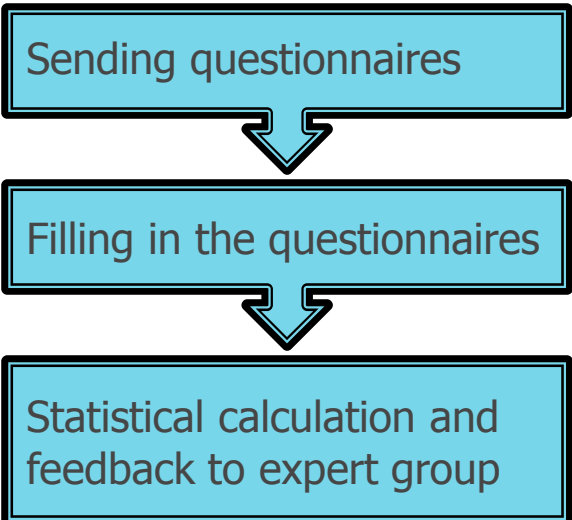 Sending questionnaires
Filling in the questionnaires
Statistical calculation and
feedback to expert group